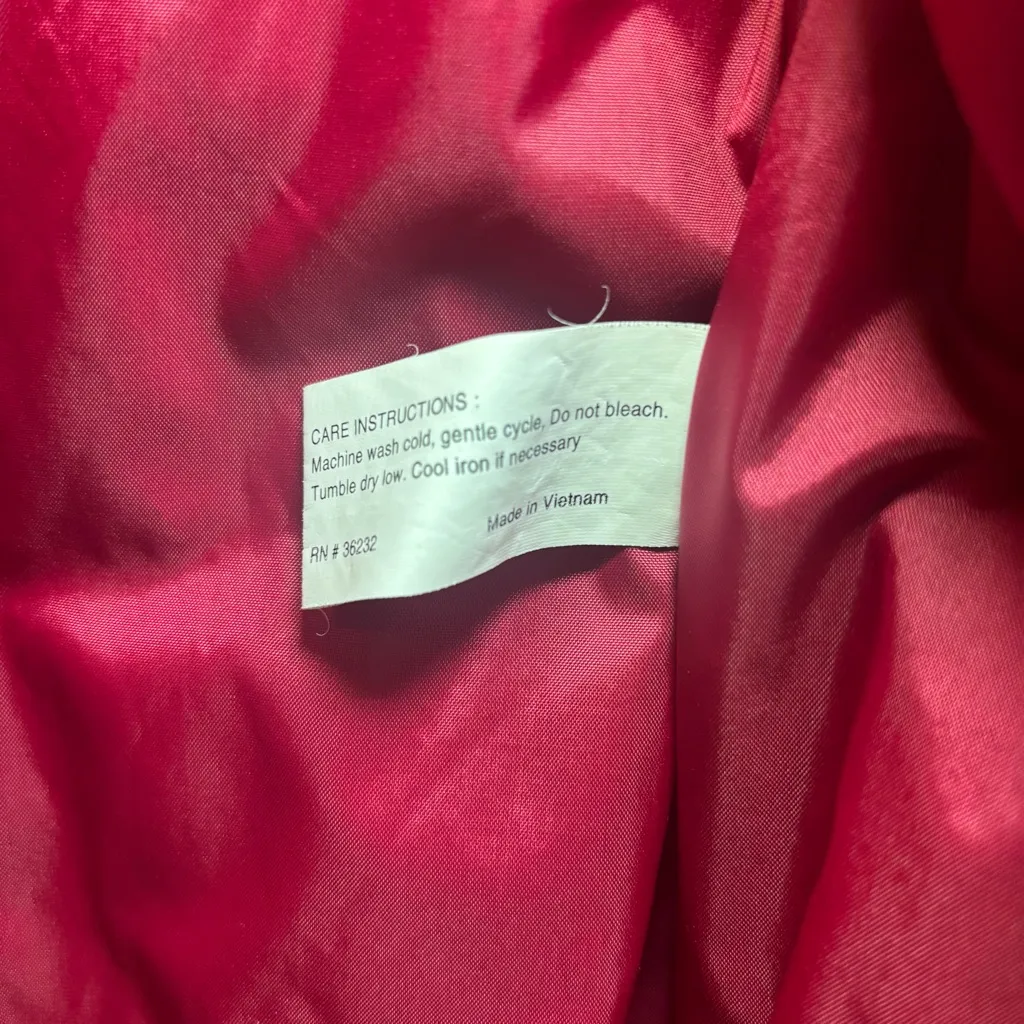 CARE INSTRUCTIONS :
Machine wash cold, gentle cycle, Do not bleach.
Tumble dry low. Cool iron if necessary
Made in Vietnam
RN # 36232